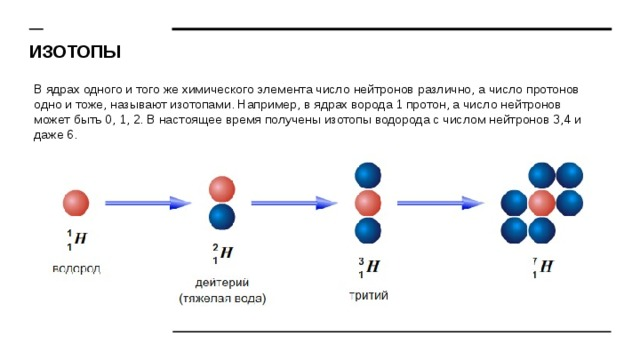 ИЗОТОПЫ
В ядрах одного и того же химического элемента число нейтронов различно, а число протонов
одно и тоже, называют изотопами. Например, в ядрах ворода 1 протон, а число нейтронов
может быть 0, 1, 2. В настоящее время получены изотопы водорода с числом нейтронов 3,4 и
даже 6.
¹₁H
водород
²₁H
дейтерий
(тяжелая вода)
³₁H
тритий
⁷₁H